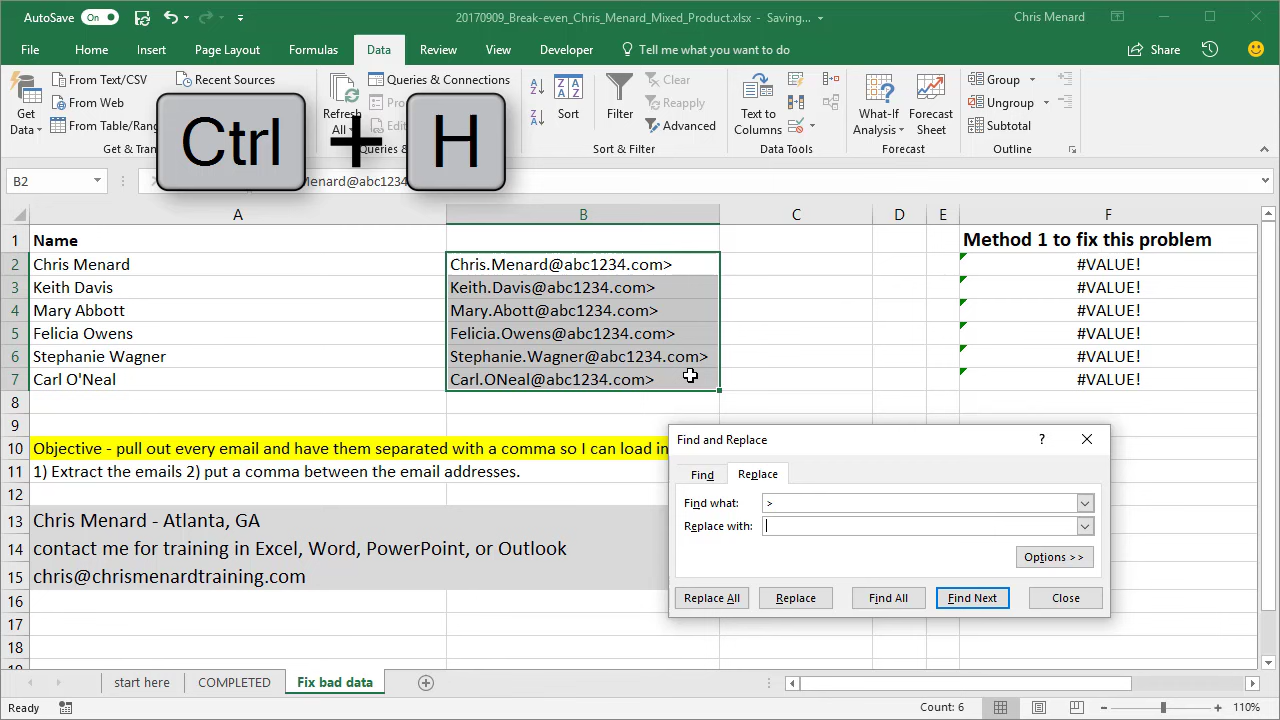 AutoSave On 20170909_Break-even_Chris_Menard_Mixed_Product.xlsx - Saving... Chris Menard
File Home Insert Page Layout Formulas Data Review View Developer Tell me what you want to do Share
Get Data
From Text/CSV
From Web
From Table/Rang
Recent Sources
Get & Tran
Refresh All
Queries & Connections
Pro
Edit
Queries &
Sort
Filter
Clear
Reapply
Advanced
Sort & Filter
Text to Columns
Data Tools
What-If Analysis
Forecast Sheet
Forecast
Group
Ungroup
Subtotal
Outline
Ctrl + H
B2 Menard@abc1234
A B C D E F
1 Name Method 1 to fix this problem
2 Chris Menard Chris.Menard@abc1234.com> #VALUE!
3 Keith Davis Keith.Davis@abc1234.com> #VALUE!
4 Mary Abbott Mary.Abott@abc1234.com> #VALUE!
5 Felicia Owens Felicia.Owens@abc1234.com> #VALUE!
6 Stephanie Wagner Stephanie.Wagner@abc1234.com> #VALUE!
7 Carl O'Neal Carl.ONeal@abc1234.com> #VALUE!
8
9
10 Objective - pull out every email and have them separated with a comma so I can load in
11 1) Extract the emails 2) put a comma between the email addresses.
12
13 Chris Menard - Atlanta, GA
14 contact me for training in Excel, Word, PowerPoint, or Outlook
15 chris@chrismenardtraining.com
16
17
18
Find and Replace ?
Find Replace
Find what: >
Replace with:
Options >>
Replace All Replace Find All Find Next Close
start here COMPLETED Fix bad data
Ready Count: 6 110%